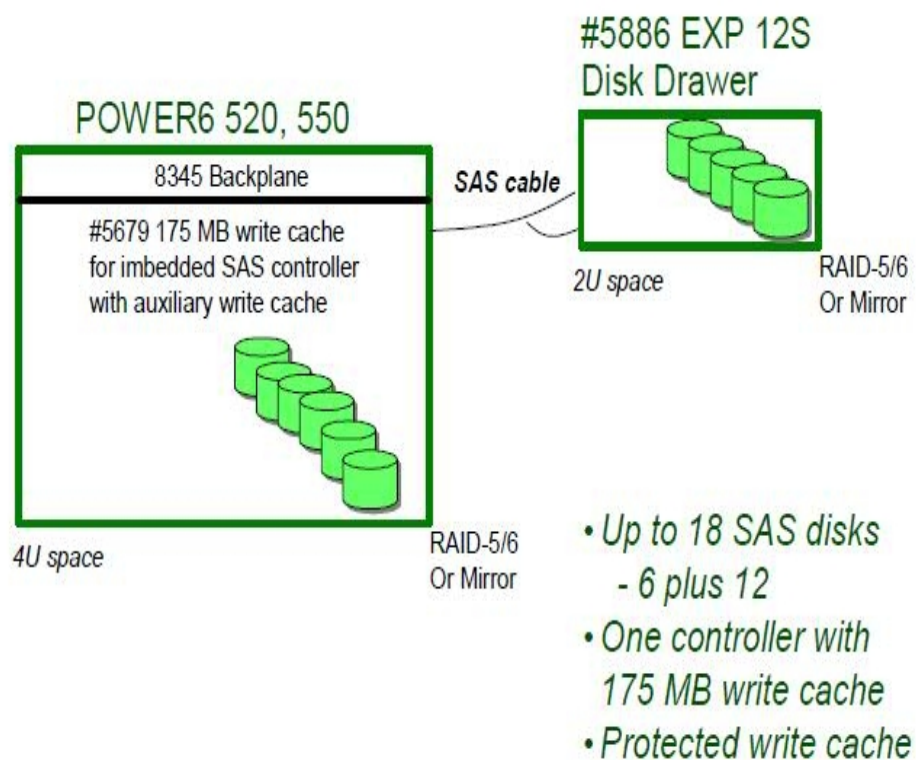 #5886 EXP 12S
Disk Drawer
POWER6 520, 550
8345 Backplane
SAS cable
#5679 175 MB write cache
for imbedded SAS controller
with auxiliary write cache
2U space
RAID-5/6
Or Mirror
4U space
RAID-5/6
Or Mirror
• Up to 18 SAS disks
- 6 plus 12
• One controller with
175 MB write cache
• Protected write cache